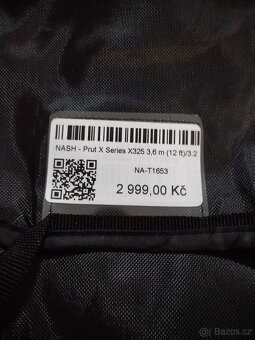 NASH - Prut X Series X325 3,6 m (12 ft)/3.2
NA-T1653
2 999,00 Kč
Bazos.cz